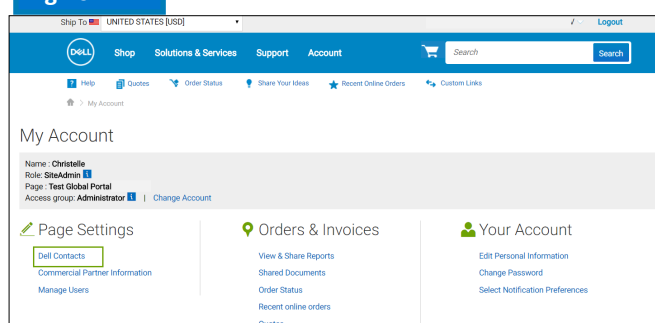 Ship To UNITED STATES [USD] Logout
DELL Shop Solutions & Services Support Account Search Search
? Help Quotes Order Status Share Your Ideas Recent Online Orders Custom Links
> My Account
My Account
Name : Christelle
Role: SiteAdmin i
Page : Test Global Portal
Access group: Administrator i | Change Account
Page Settings Orders & Invoices Your Account
Dell Contacts View & Share Reports Edit Personal Information
Commercial Partner Information Shared Documents Change Password
Manage Users Order Status Select Notification Preferences
Recent online orders